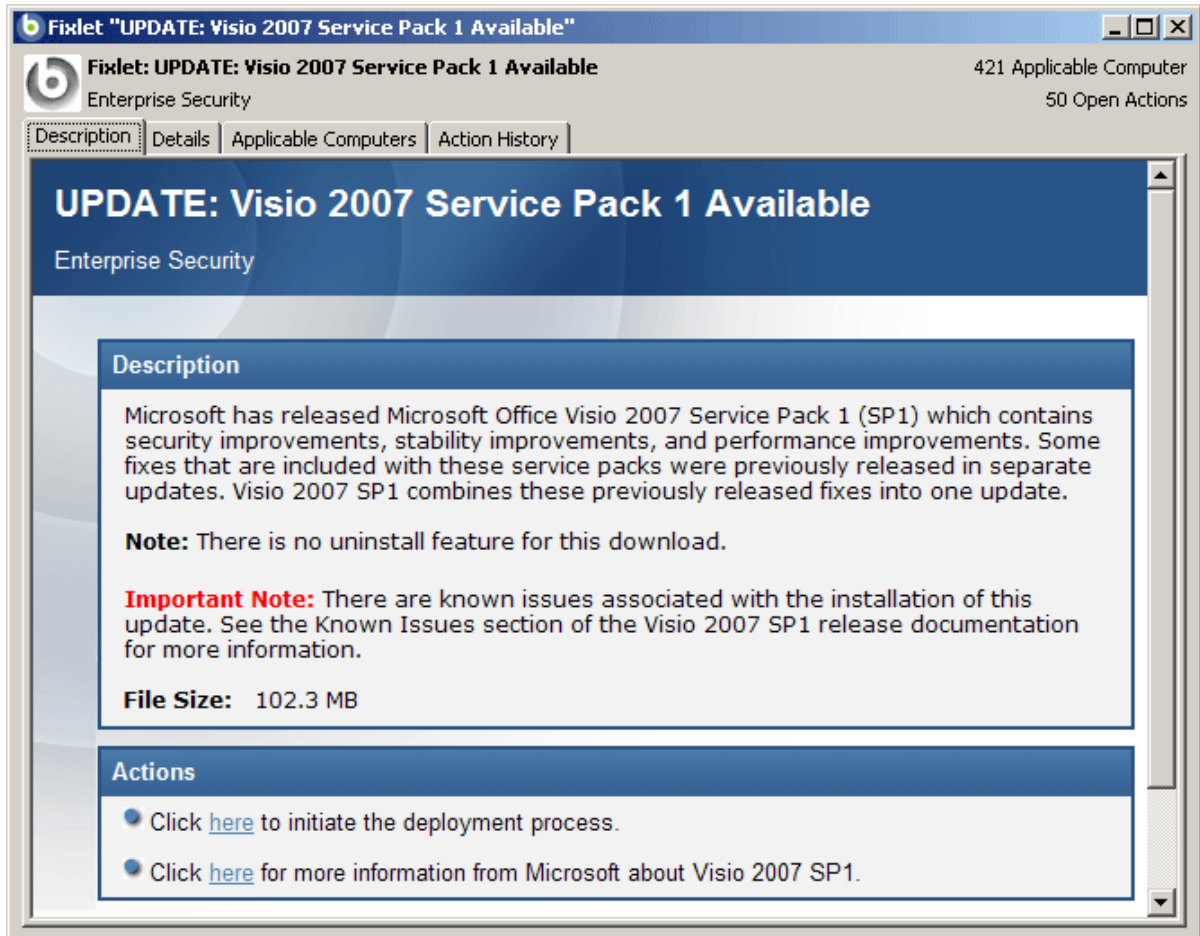 Fixlet "UPDATE: Visio 2007 Service Pack 1 Available"
Fixlet: UPDATE: Visio 2007 Service Pack 1 Available
421 Applicable Computer
Enterprise Security
50 Open Actions
Description
Details
Applicable Computers
Action History
UPDATE: Visio 2007 Service Pack 1 Available
Enterprise Security
Description
Microsoft has released Microsoft Office Visio 2007 Service Pack 1 (SP1) which contains
security improvements, stability improvements, and performance improvements. Some
fixes that are included with these service packs were previously released in separate
updates. Visio 2007 SP1 combines these previously released fixes into one update.
Note: There is no uninstall feature for this download.
Important Note: There are known issues associated with the installation of this
update. See the Known Issues section of the Visio 2007 SP1 release documentation
for more information.
File Size: 102.3 MB
Actions
Click here to initiate the deployment process.
Click here for more information from Microsoft about Visio 2007 SP1.